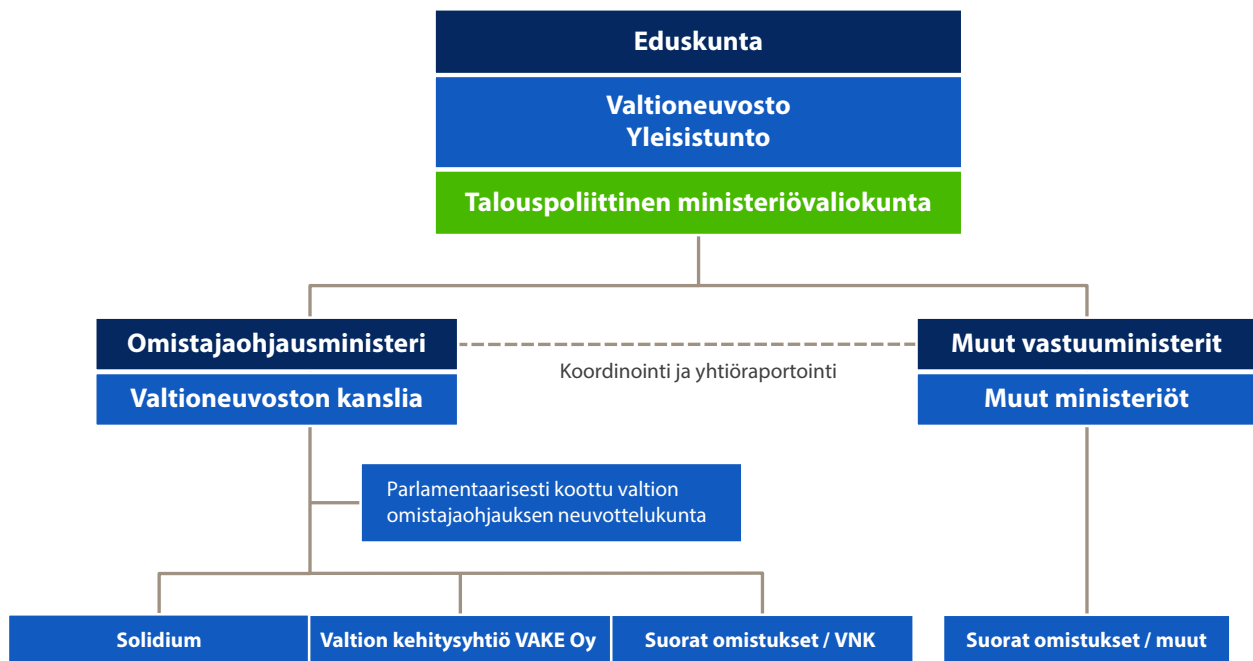 Eduskunta
Valtioneuvosto
Yleisistunto
Talouspoliittinen ministeriövaliokunta
Omistajaohjausministeri
Koordinointi ja yhtiöraportointi
Muut vastuuministerit
Valtioneuvoston kanslia
Muut ministeriöt
Parlamentaarisesti koottu valtion
omistajaohjauksen neuvottelukunta
Solidium
Valtion kehitysyhtiö VAKE Oy
Suorat omistukset / VNK
Suorat omistukset / muut